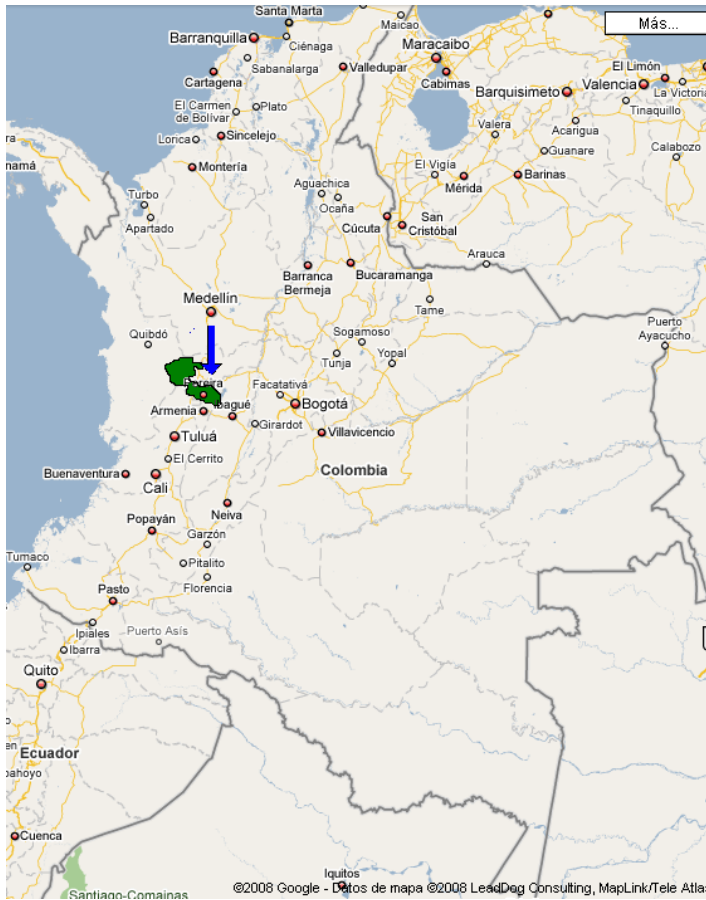 Santa Marta
Maicao
Más...
Barranquilla
Ciénaga
Maracaibo
Sabanalarga
Valledupar
El Limón
Cartagena
Cabimas
Valencia
La Victoria
Barquisimeto
El Carmen
de Bolívar
Plato
Tinaquillo
Lorica
Sincelejo
Valera
Acarigua
Guanare
Calabozo
Montería
El Vigía
Mérida
Barinas
Aguachica
Turbo
Ocaña
Apartado
Cúcuta
San
Cristóbal
Arauca
Barranca
Bermeja
Bucaramanga
Medellín
Tame
Quibdó
Sogamoso
Puerto
Ayacucho
Tunja
Yopal
Pereira
Facatativá
Armenia
Ibagué
Bogotá
Girardot
Tuluá
Villavicencio
El Cerrito
Colombia
Buenaventura
Cali
Neiva
Popayán
Garzón
Tumaco
Pitalito
Florencia
Pasto
Ipiales
Puerto Asís
Ibarra
Quito
Ecuador
Cuenca
Iquitos
©2008 Google - Datos de mapa ©2008 LeadDog Consulting, MapLink/Tele Atlas
Santiago-Comainas